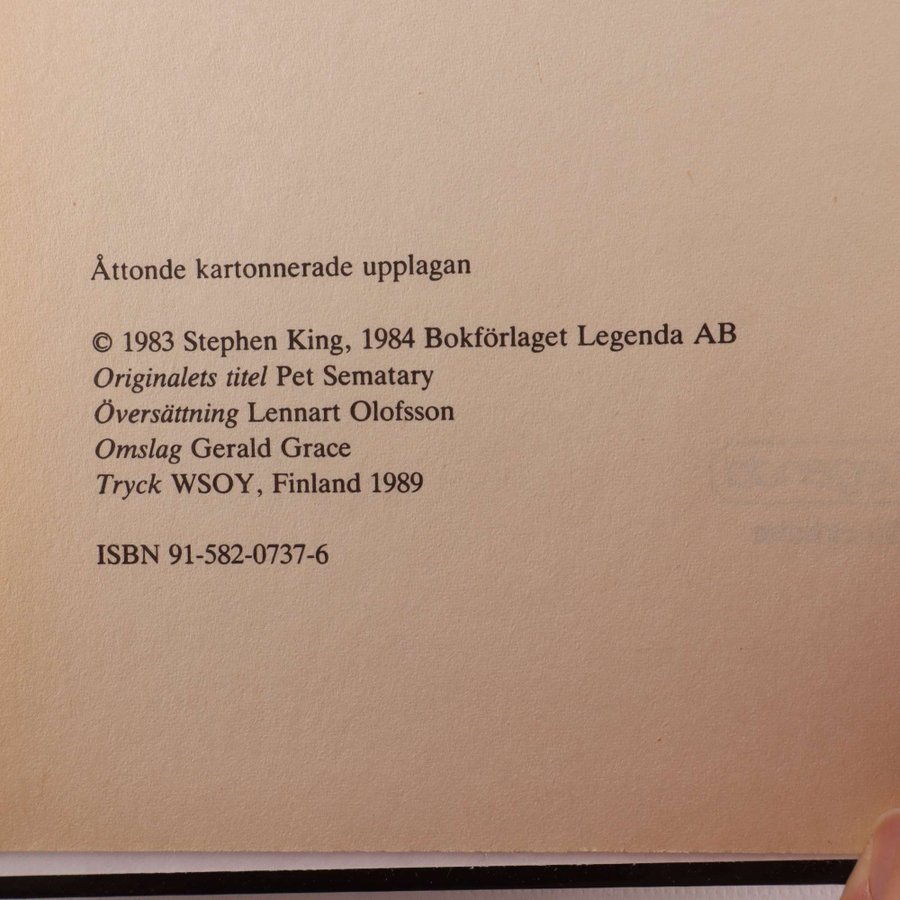 Åttonde kartonnerade upplagan
© 1983 Stephen King, 1984 Bokförlaget Legenda AB
Originalets titel Pet Sematary
Översättning Lennart Olofsson
Omslag Gerald Grace
Tryck WSOY, Finland 1989
ISBN 91-582-0737-6